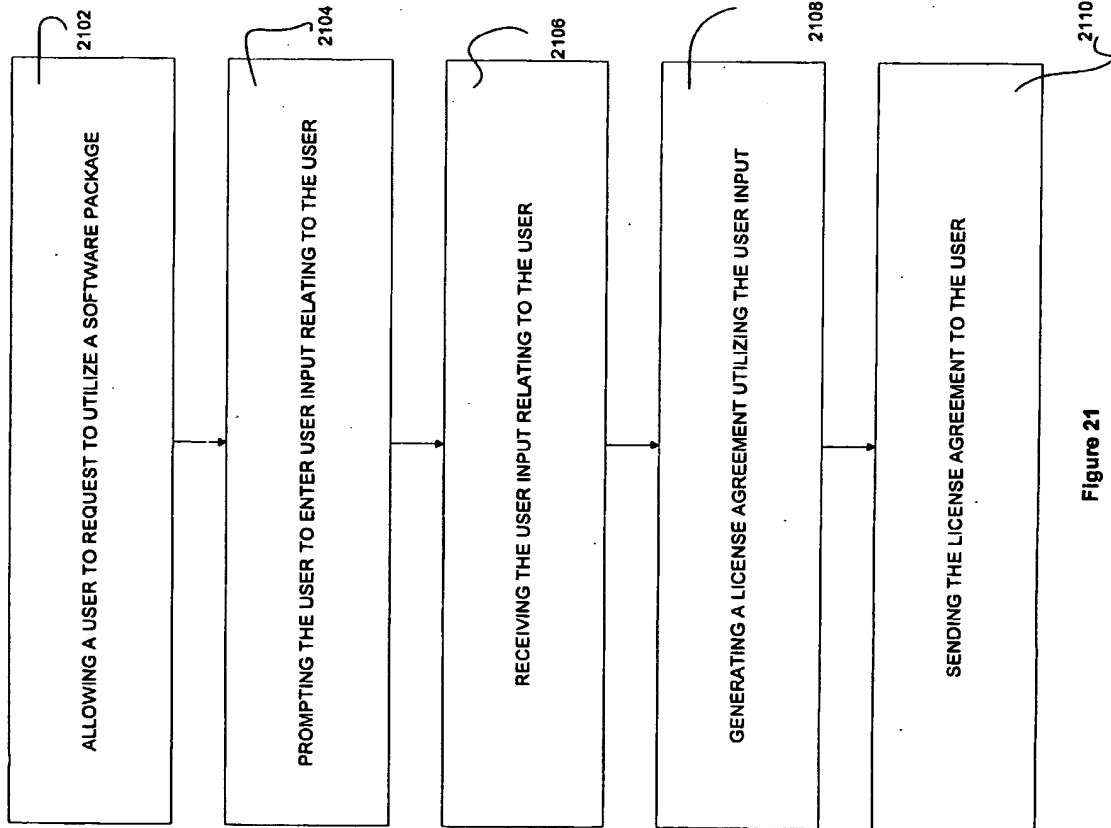 2102
ALLOWING A USER TO REQUEST TO UTILIZE A SOFTWARE PACKAGE
2104
PROMPTING THE USER TO ENTER USER INPUT RELATING TO THE USER
2106
RECEIVING THE USER INPUT RELATING TO THE USER
2108
GENERATING A LICENSE AGREEMENT UTILIZING THE USER INPUT
2110
SENDING THE LICENSE AGREEMENT TO THE USER
Figure 21